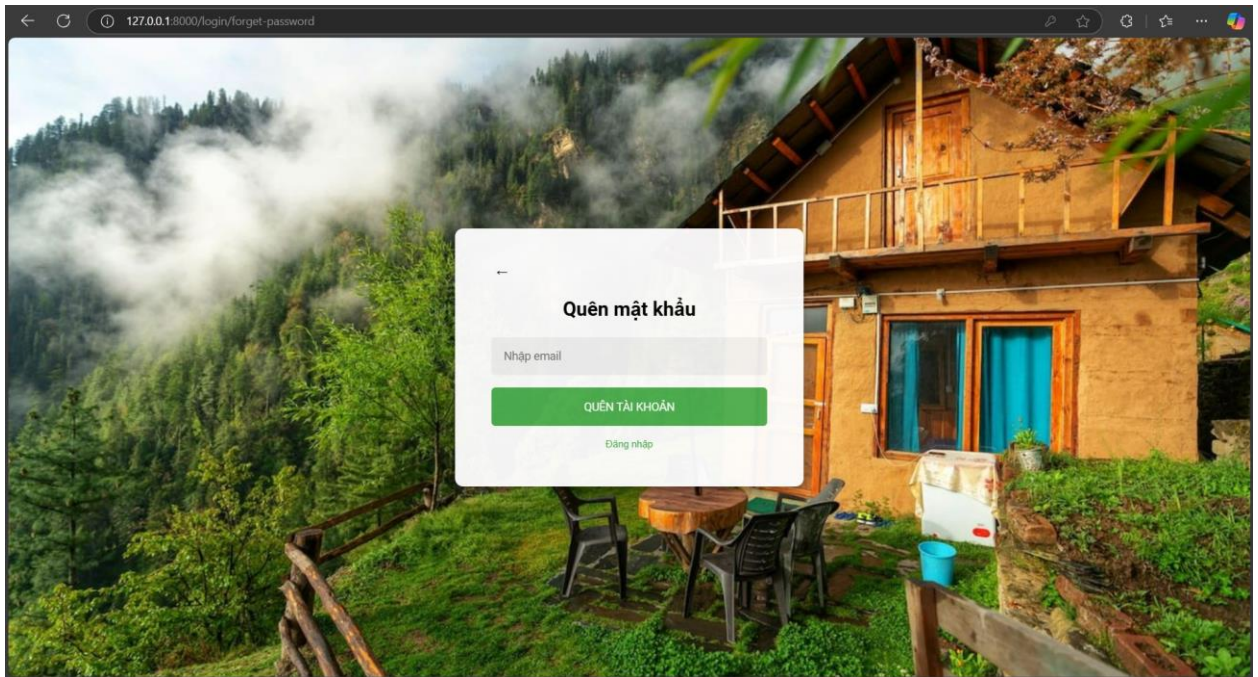 127.0.0.1:8000/login/forget-password
←
Quên mật khẩu
Nhập email
QUÊN TÀI KHOẢN
Đăng nhập